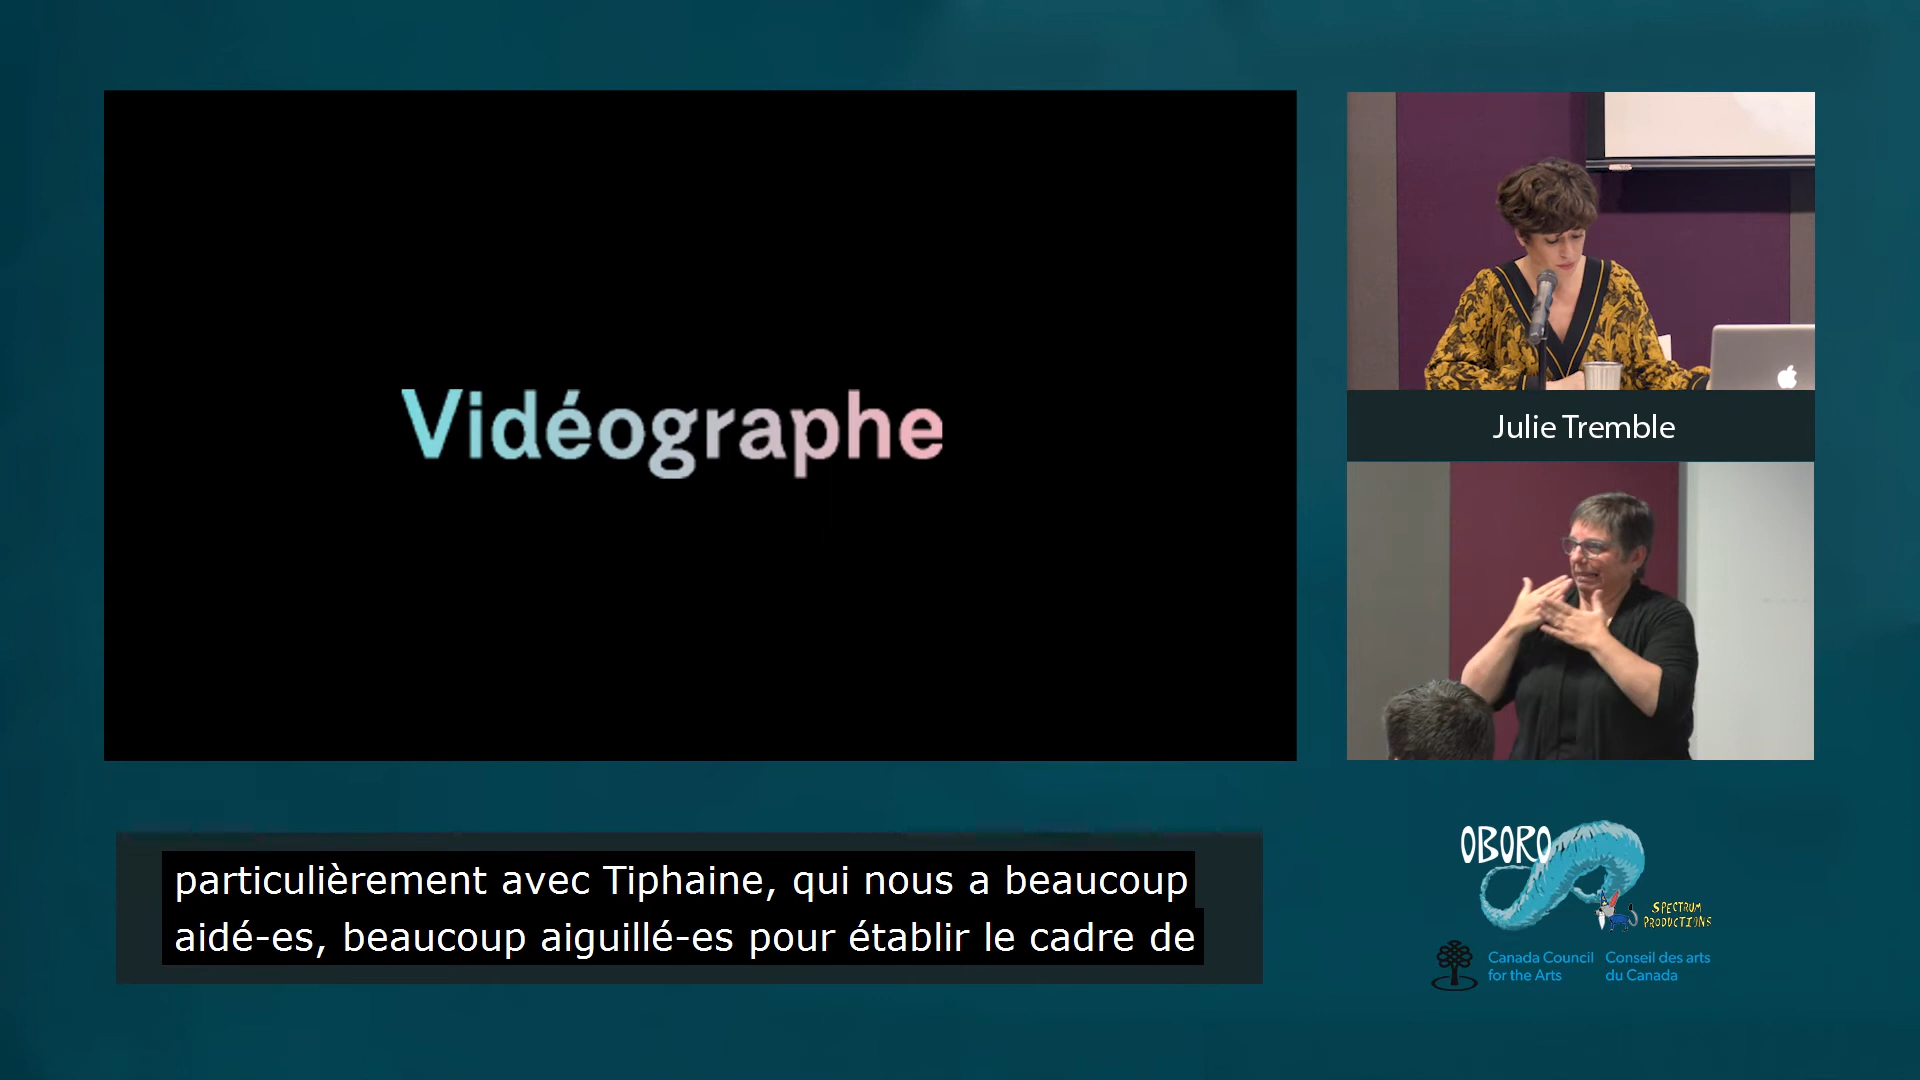 Vidéographe
Julie Tremble
particulièrement avec Tiphaine, qui nous a beaucoup
aidé-es, beaucoup aiguillé-es pour établir le cadre de
OBORO
SPECTRUM
PRODUCTIONS
Canada Council
for the Arts
Conseil des arts
du Canada